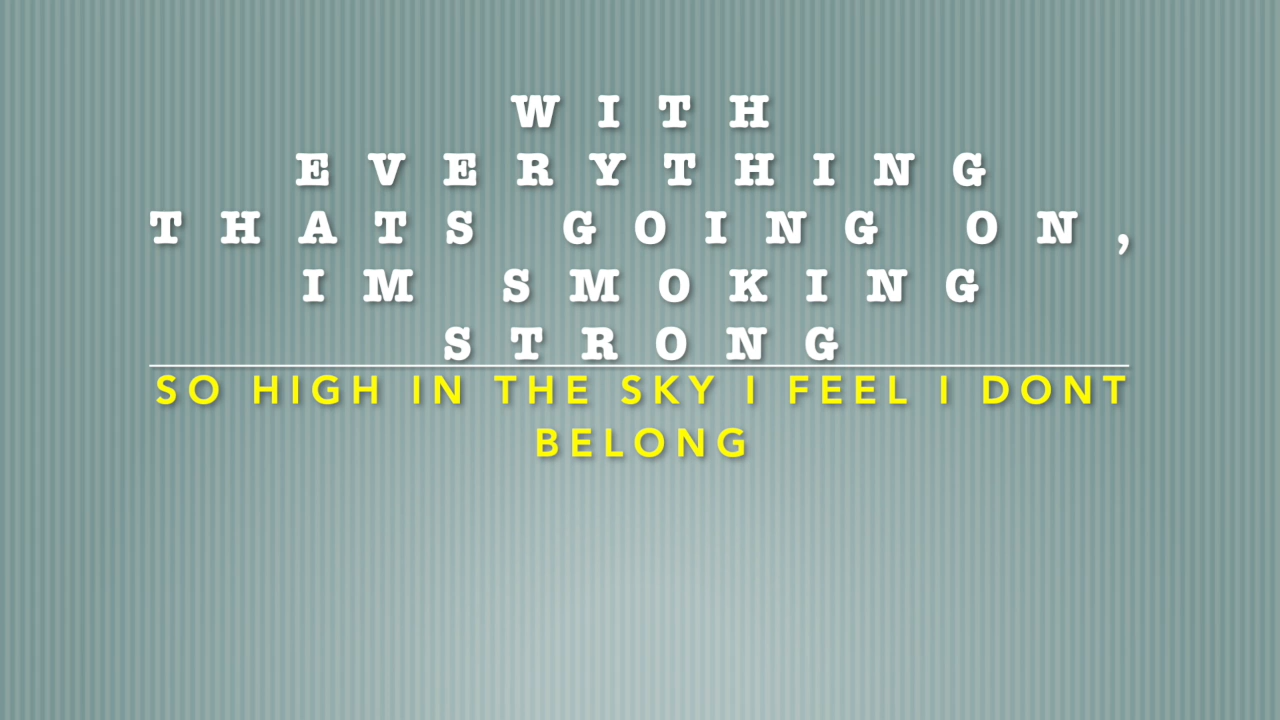 WITH
EVERYTHING
THATS GOING ON,
IM SMOKING
STRONG
SO HIGH IN THE SKY I FEEL I DONT
BELONG